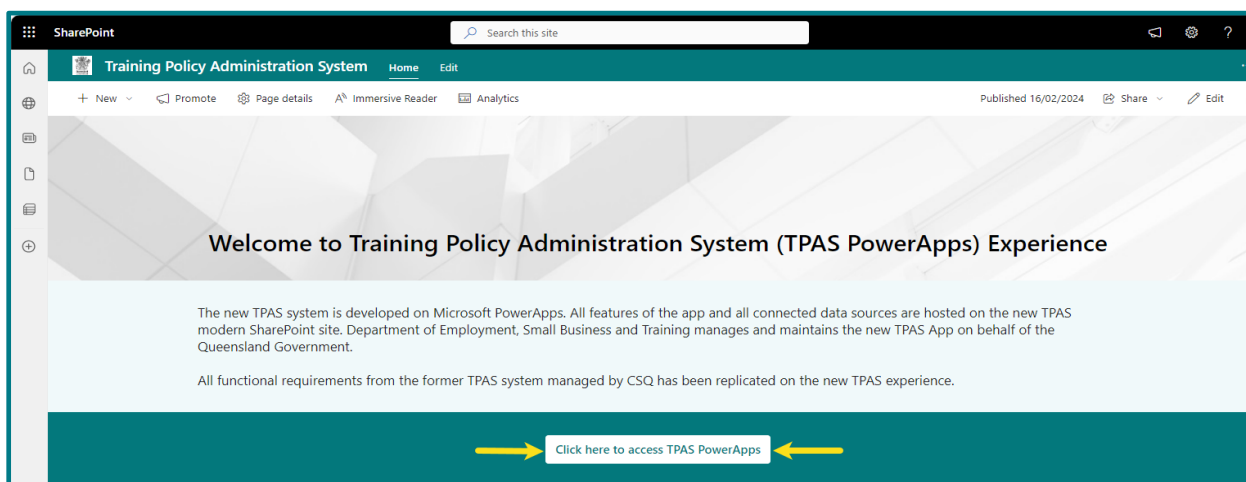 SharePoint
Search this site
?
Training Policy Administration System Home Edit
+ New Promote Page details Immersive Reader Analytics Published 16/02/2024 Share Edit
Welcome to Training Policy Administration System (TPAS PowerApps) Experience
The new TPAS system is developed on Microsoft PowerApps. All features of the app and all connected data sources are hosted on the new TPAS
modern SharePoint site. Department of Employment, Small Business and Training manages and maintains the new TPAS App on behalf of the
Queensland Government.
All functional requirements from the former TPAS system managed by CSQ has been replicated on the new TPAS experience.
Click here to access TPAS PowerApps